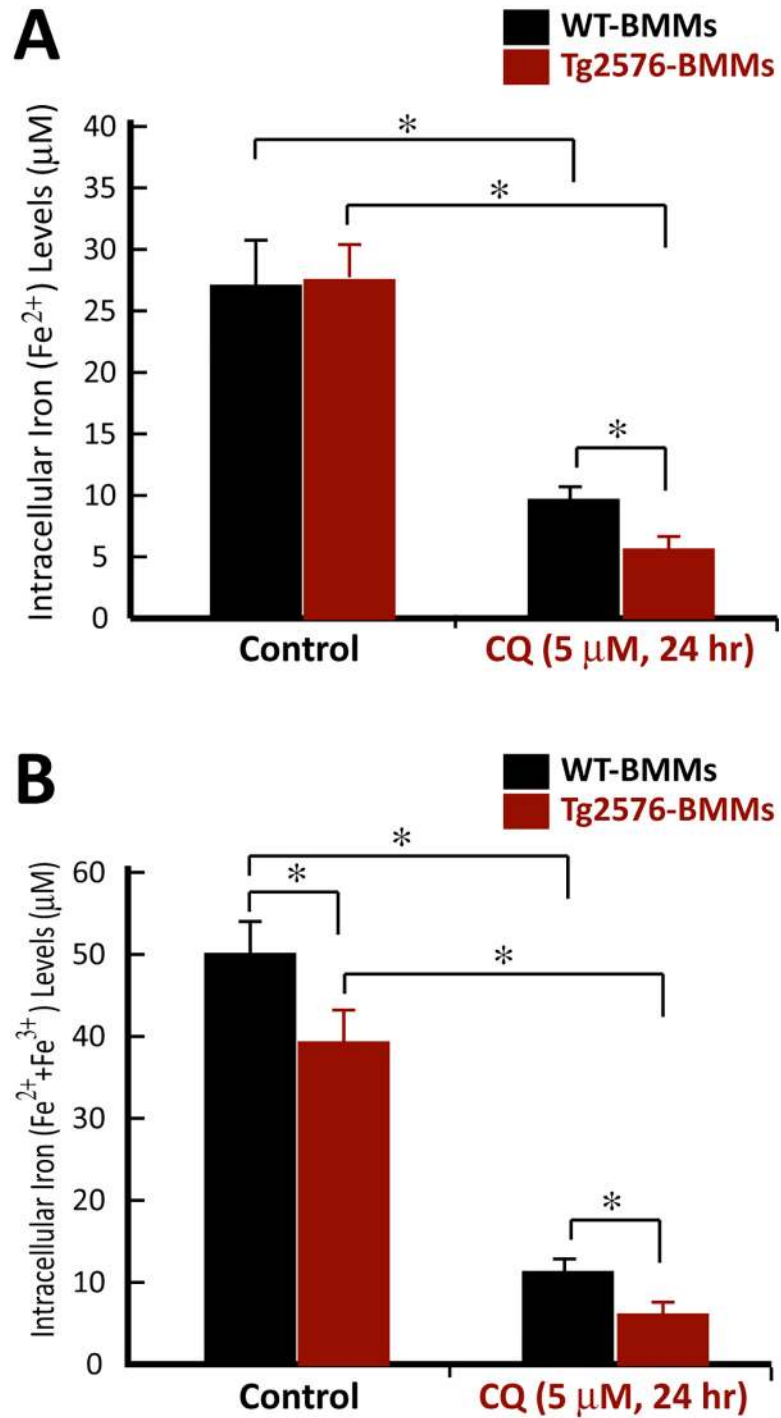 A
WT-BMMs
Tg2576-BMMs
Intracellular Iron (Fe²⁺) Levels (μM)
40
35
30
25
20
15
10
5
0
*
*
*
Control
CQ (5 μM, 24 hr)
B
WT-BMMs
Tg2576-BMMs
Intracellular Iron (Fe²⁺+Fe³⁺) Levels (μM)
60
50
40
30
20
10
0
*
*
*
*
Control
CQ (5 μM, 24 hr)